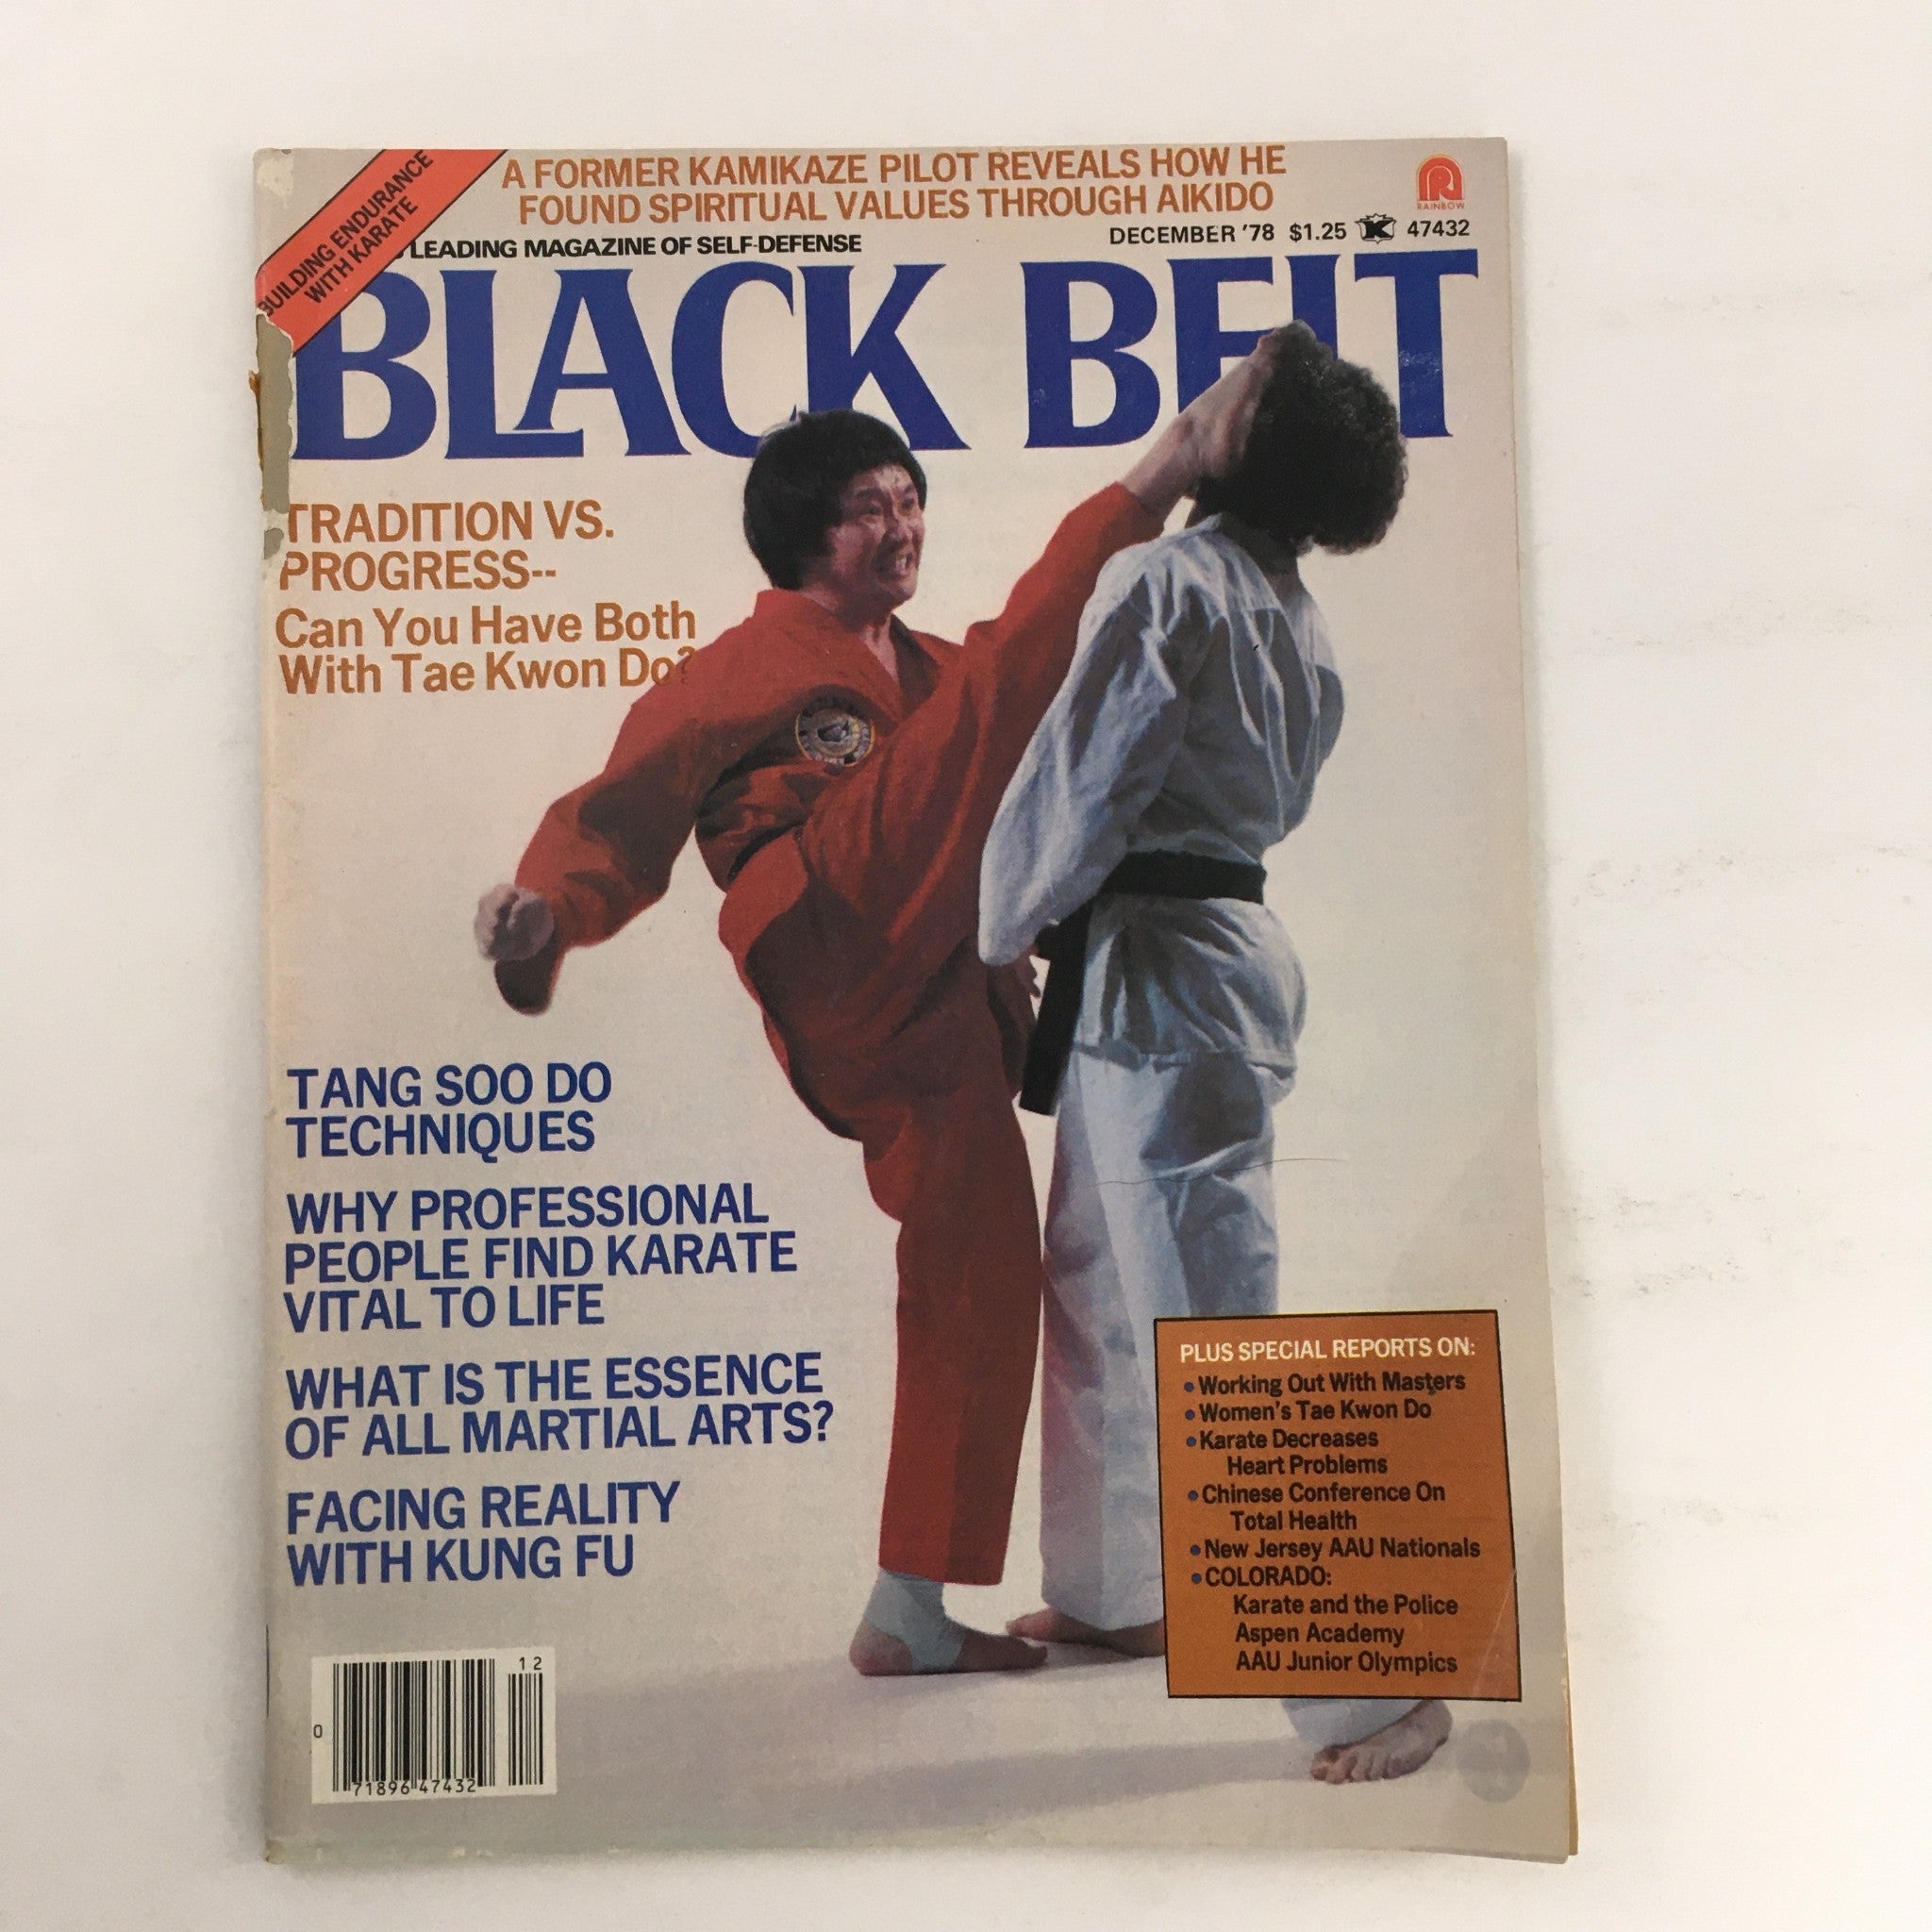 BUILDING ENDURANCE
WITH KARATE
A FORMER KAMIKAZE PILOT REVEALS HOW HE
FOUND SPIRITUAL VALUES THROUGH AIKIDO
RAINBOW
LEADING MAGAZINE OF SELF-DEFENSE
DECEMBER '78 $1.25 K 47432
BLACK BELT
TRADITION VS.
PROGRESS--
Can You Have Both
With Tae Kwon Do?
TANG SOO DO
TECHNIQUES
WHY PROFESSIONAL
PEOPLE FIND KARATE
VITAL TO LIFE
WHAT IS THE ESSENCE
OF ALL MARTIAL ARTS?
FACING REALITY
WITH KUNG FU
PLUS SPECIAL REPORTS ON:
• Working Out With Masters
• Women's Tae Kwon Do
• Karate Decreases
Heart Problems
• Chinese Conference On
Total Health
• New Jersey AAU Nationals
• COLORADO:
Karate and the Police
Aspen Academy
AAU Junior Olympics
12
0
71896 47432